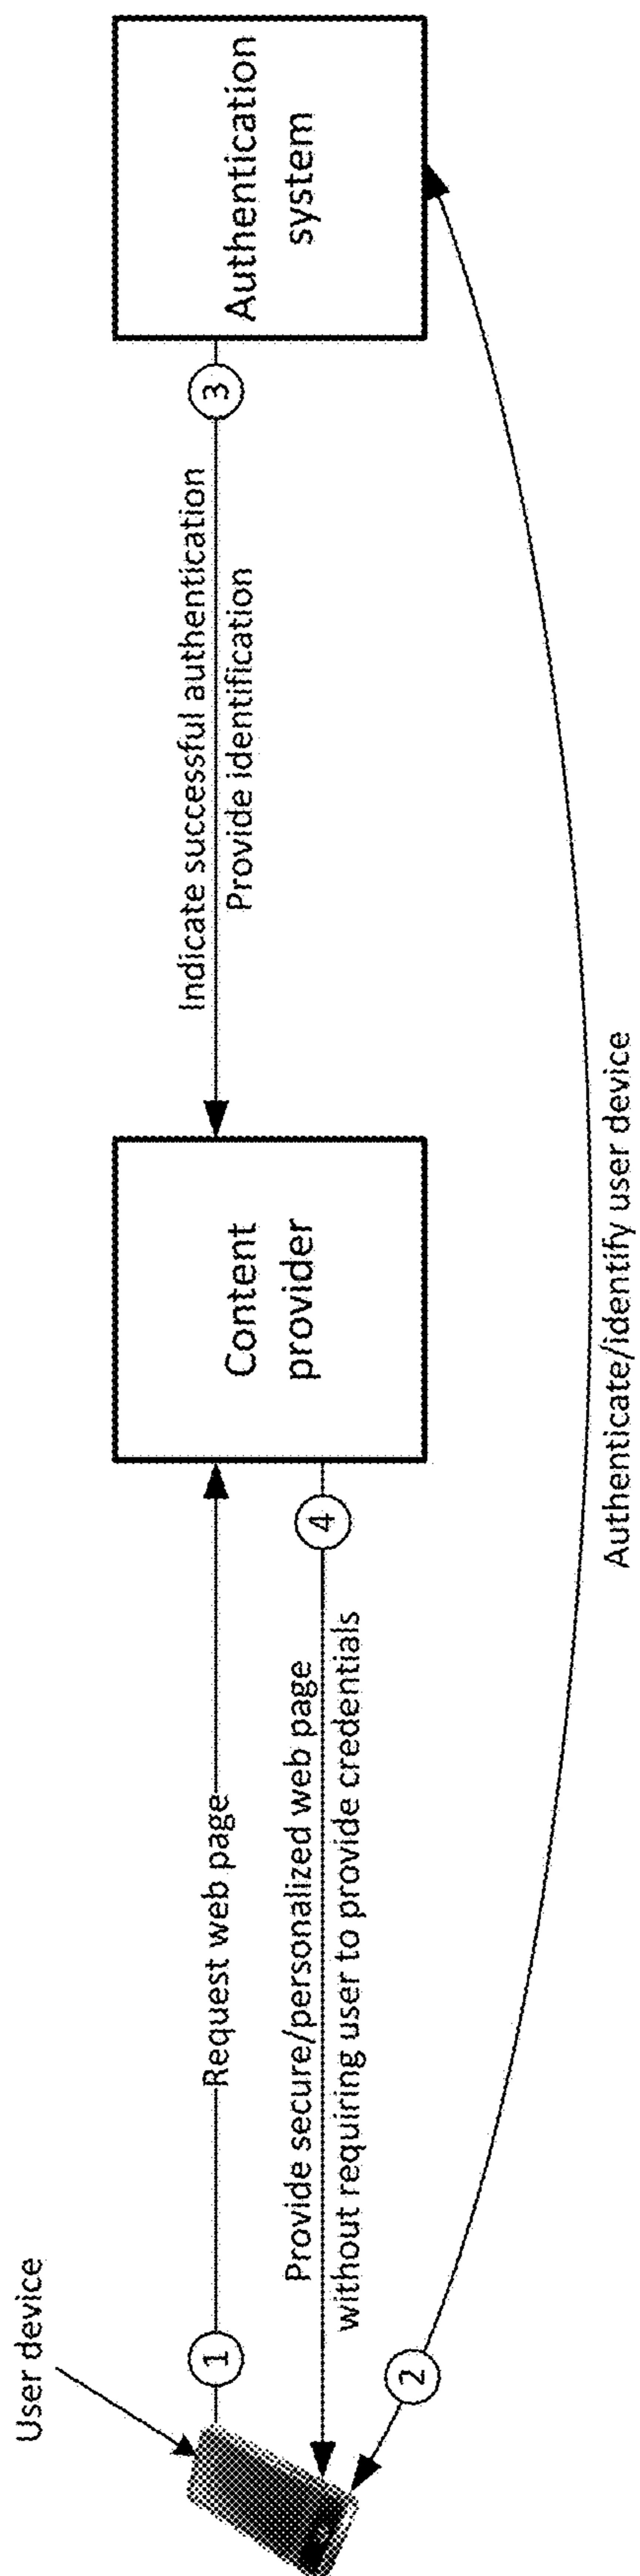 User device
1
Request web page
Provide secure/personalized web page
without requiring user to provide credentials
4
2
Authenticate/identify user device
Content
provider
Indicate successful authentication
Provide identification
3
Authentication
system